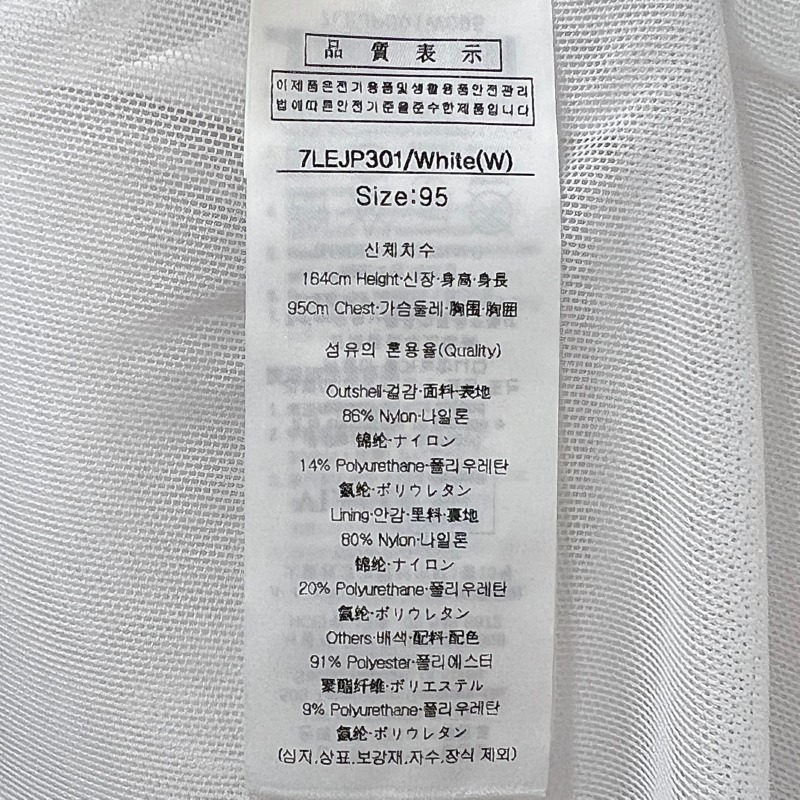 品質表示
이제품은전기용품및생활용품안전관리
법에따른안전기준을준수한제품입니다
7LEJP301/White(W)
Size:95
신체치수
164Cm Height·신장·身高·身長
95Cm Chest·가슴둘레·胸围·胸囲
섬유의 혼용율(Quality)
Outshell·겉감·面料·表地
86% Nylon·나일론
锦纶·ナイロン
14% Polyurethane·폴리우레탄
氨纶·ポリウレタン
Lining·안감·里料·裏地
80% Nylon·나일론
锦纶·ナイロン
20% Polyurethane·폴리우레탄
氨纶·ポリウレタン
Others·배색·配料·配色
91% Polyester·폴리에스터
聚酯纤维·ポリエステル
9% Polyurethane·폴리우레탄
氨纶·ポリウレタン
(심지,상표,보강재,자수,장식 제외)